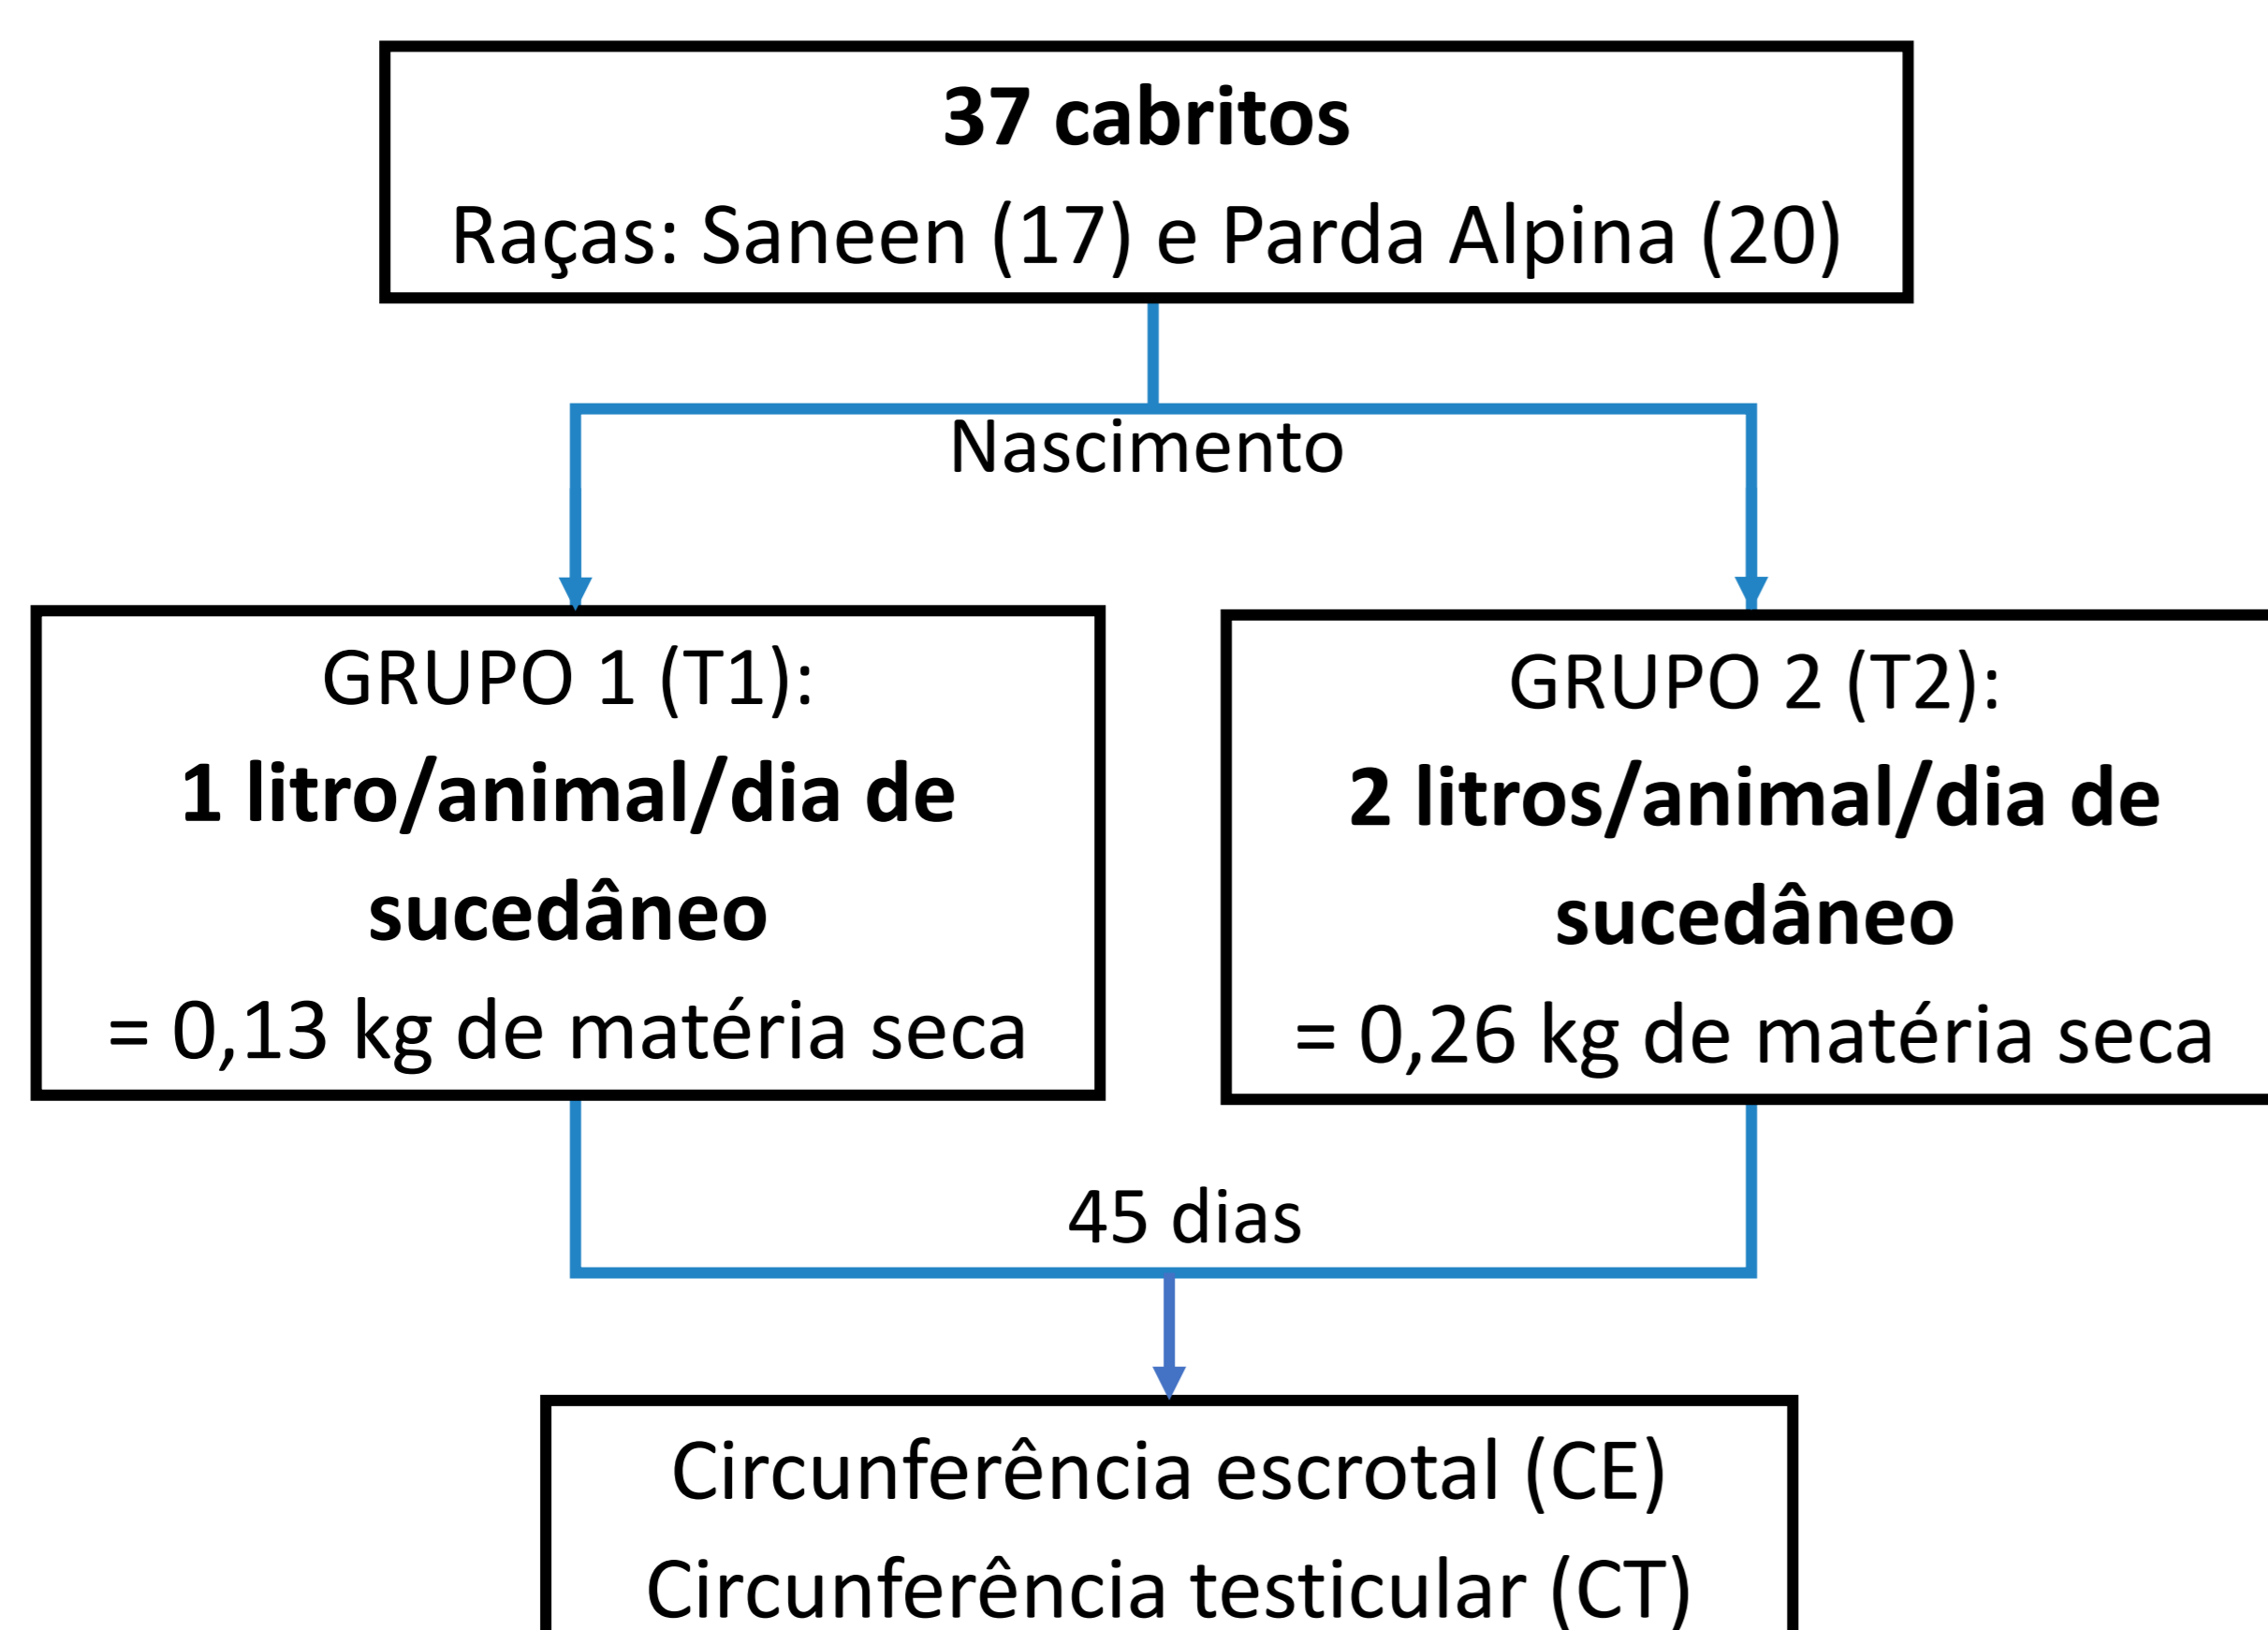 37 cabritos
Raças: Saneen (17) e Parda Alpina (20)
Nascimento
GRUPO 1 (T1):
1 litro/animal/dia de
sucedâneo
= 0,13 kg de matéria seca
GRUPO 2 (T2):
2 litros/animal/dia de
sucedâneo
= 0,26 kg de matéria seca
45 dias
Circunferência escrotal (CE)
Circunferência testicular (CT)